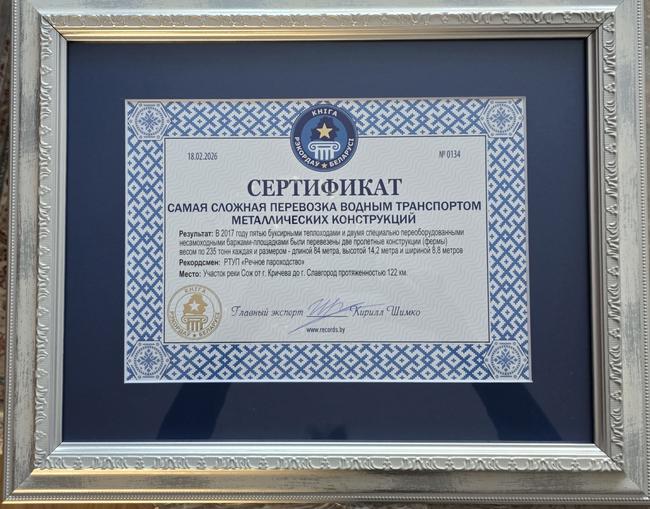 КНІГА
РЭКОРДАЎ БЕЛАРУСІ
18.02.2026
№ 0134
СЕРТИФИКАТ
САМАЯ СЛОЖНАЯ ПЕРЕВОЗКА ВОДНЫМ ТРАНСПОРТОМ
МЕТАЛЛИЧЕСКИХ КОНСТРУКЦИЙ
Результат: В 2017 году пятью буксирными теплоходами и двумя специально переоборудованными
несамоходными баржами-площадками были перевезены две пролетные конструкции (фермы)
весом по 235 тонн каждая и размером - длиной 84 метра, высотой 14,2 метра и шириной 8,8 метров
Рекордсмен: РТУП «Речное пароходство»
Место: Участок реки Сож от г. Кричева до г. Славгород протяженностью 122 км.
КНІГА
РЭКОРДАЎ БЕЛАРУСІ
Главный эксперт Кирилл Шимко
www.records.by